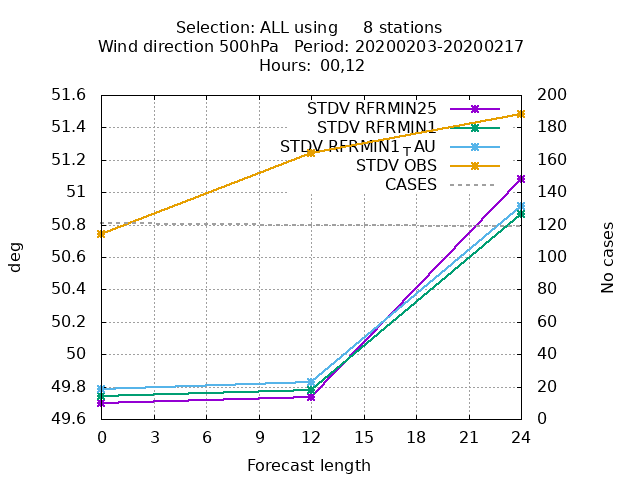 Selection: ALL using     8 stations
Wind direction 500hPa   Period: 20200203-20200217
Hours: 00,12
STDV RFRMIN25
STDV RFRMIN1
STDV RFRMIN1_AU
STDV OBS
CASES
51.6
51.4
51.2
51
50.8
50.6
50.4
50.2
50
49.8
49.6
200
180
160
140
120
100
80
60
40
20
0
deg
No cases
0 3 6 9 12 15 18 21 24
Forecast length